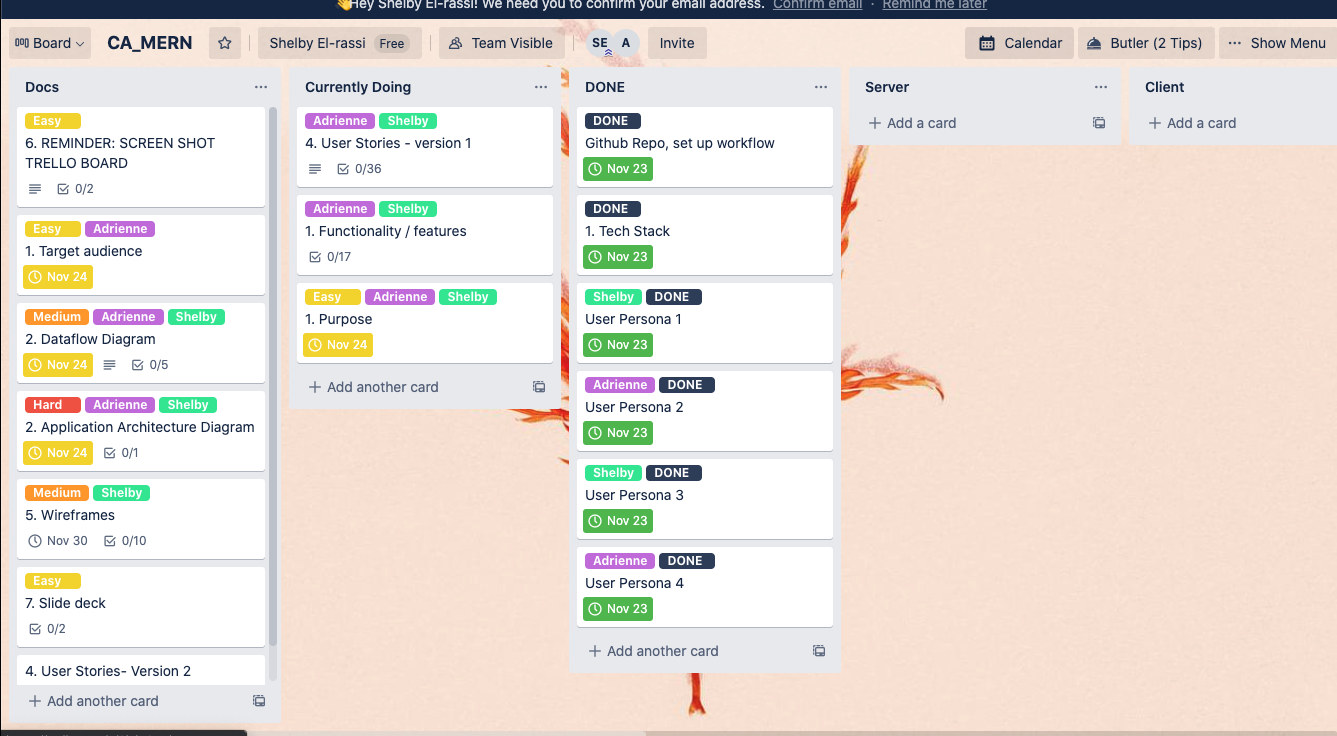 👋Hey Shelby El-rassi! We need to confirm your email address. Confirm email · Remind me later
Board CA_MERN Shelby El-rassi Free Team Visible SE A Invite Calendar Butler (2 Tips) ··· Show Menu
Docs ···
Easy
6. REMINDER: SCREEN SHOT
TRELLO BOARD
0/2
Easy Adrienne
1. Target audience
Nov 24
Medium Adrienne Shelby
2. Dataflow Diagram
Nov 24 0/5
Hard Adrienne Shelby
2. Application Architecture Diagram
Nov 24 0/1
Medium Shelby
5. Wireframes
Nov 30 0/10
Easy
7. Slide deck
0/2
4. User Stories- Version 2
+ Add another card
Currently Doing ···
Adrienne Shelby
4. User Stories - version 1
0/36
Adrienne Shelby
1. Functionality / features
0/17
Easy Adrienne Shelby
1. Purpose
Nov 24
+ Add another card
DONE ···
DONE
Github Repo, set up workflow
Nov 23
DONE
1. Tech Stack
Nov 23
Shelby DONE
User Persona 1
Nov 23
Adrienne DONE
User Persona 2
Nov 23
Shelby DONE
User Persona 3
Nov 23
Adrienne DONE
User Persona 4
Nov 23
+ Add another card
Server ···
+ Add a card
Client
+ Add a card